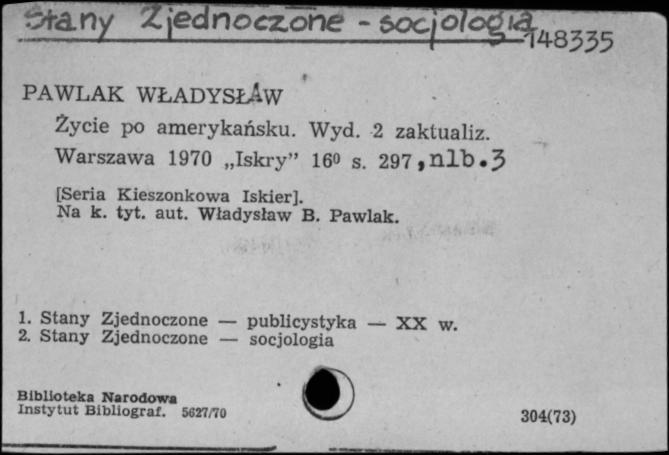 Stany Zjednoczone - socjologia
148335
PAWLAK WŁADYSŁAW
Życie po amerykańsku. Wyd. 2 zaktualiz.
Warszawa 1970 „Iskry” 16⁰ s. 297, nlb. 3
[Seria Kieszonkowa Iskier].
Na k. tyt. aut. Władysław B. Pawlak.
1. Stany Zjednoczone — publicystyka — XX w.
2. Stany Zjednoczone — socjologia
Biblioteka Narodowa
Instytut Bibliograf. 5627/70
304(73)